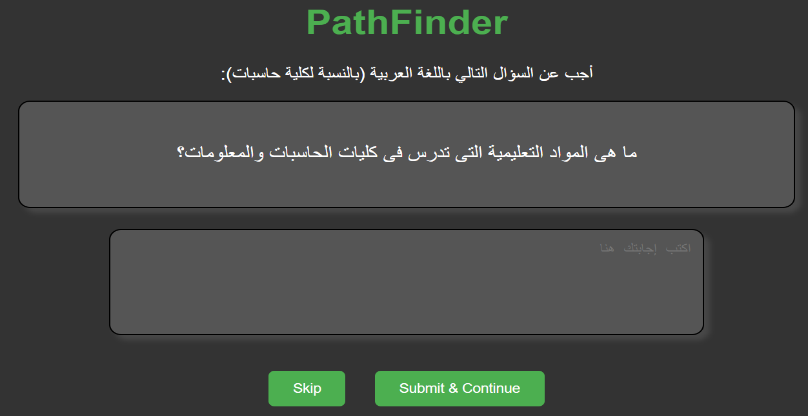 PathFinder
أجب عن السؤال التالي باللغة العربية (بالنسبة لكلية حاسبات):
ما هى المواد التعليمية التى تدرس فى كليات الحاسبات والمعلومات؟
اكتب إجابتك هنا
Skip
Submit & Continue